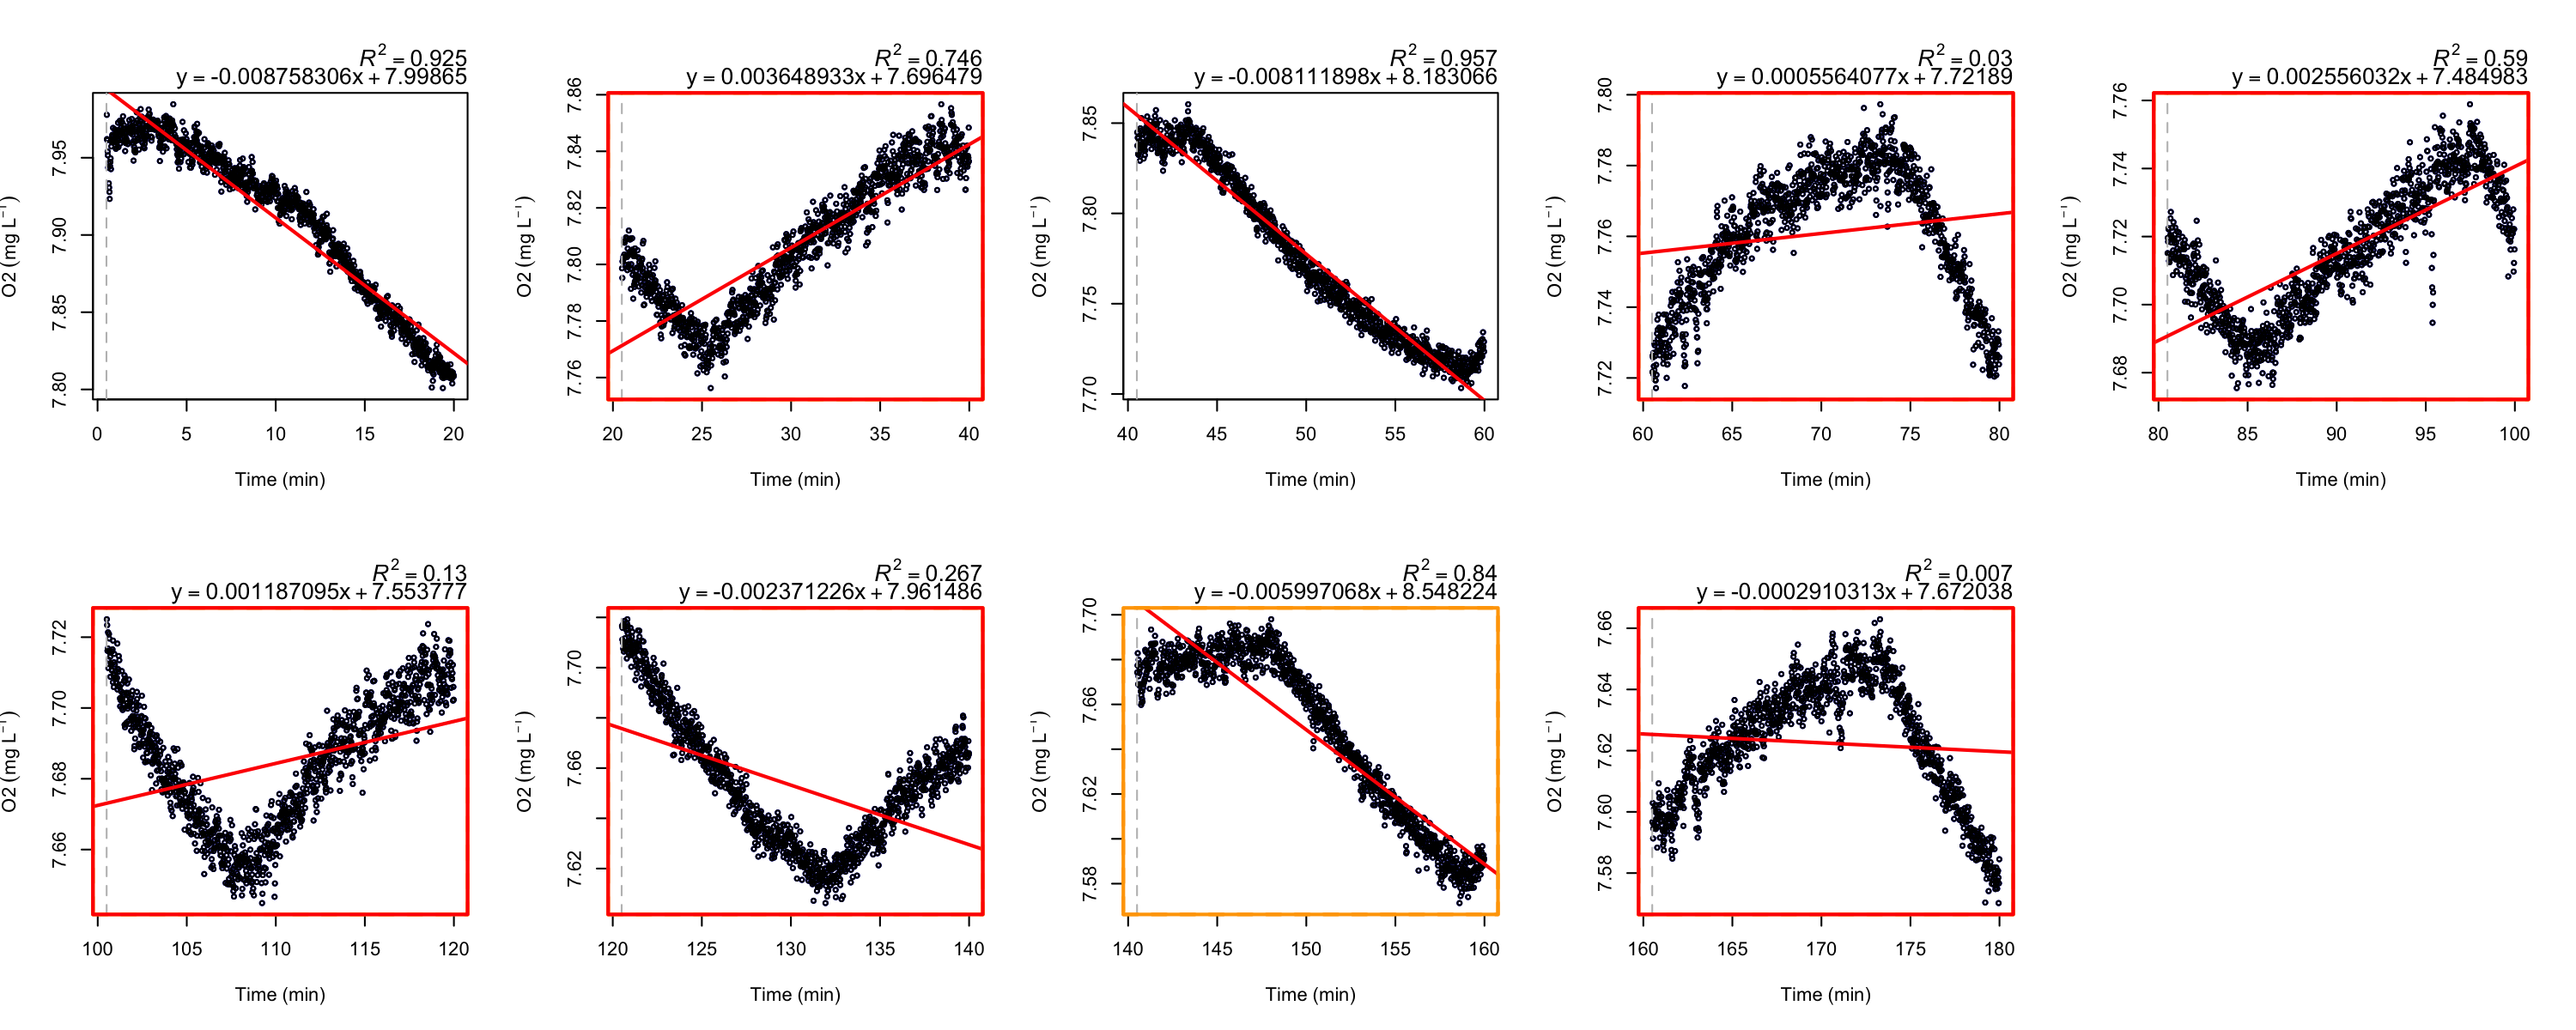 R² = 0.925
y = -0.008758306x + 7.99865
O2 (mg L⁻¹)
7.80 7.85 7.90 7.95
0 5 10 15 20
Time (min)
R² = 0.746
y = 0.003648933x + 7.696479
O2 (mg L⁻¹)
7.76 7.78 7.80 7.82 7.84 7.86
20 25 30 35 40
Time (min)
R² = 0.957
y = -0.008111898x + 8.183066
O2 (mg L⁻¹)
7.70 7.75 7.80 7.85
40 45 50 55 60
Time (min)
R² = 0.03
y = 0.0005564077x + 7.72189
O2 (mg L⁻¹)
7.72 7.74 7.76 7.78 7.80
60 65 70 75 80
Time (min)
R² = 0.59
y = 0.002556032x + 7.484983
O2 (mg L⁻¹)
7.68 7.70 7.72 7.74 7.76
80 85 90 95 100
Time (min)
R² = 0.13
y = 0.001187095x + 7.553777
O2 (mg L⁻¹)
7.66 7.68 7.70 7.72
100 105 110 115 120
Time (min)
R² = 0.267
y = -0.002371226x + 7.961486
O2 (mg L⁻¹)
7.62 7.66 7.70
120 125 130 135 140
Time (min)
R² = 0.84
y = -0.005997068x + 8.548224
O2 (mg L⁻¹)
7.58 7.62 7.66 7.70
140 145 150 155 160
Time (min)
R² = 0.007
y = -0.0002910313x + 7.672038
O2 (mg L⁻¹)
7.58 7.60 7.62 7.64 7.66
160 165 170 175 180
Time (min)